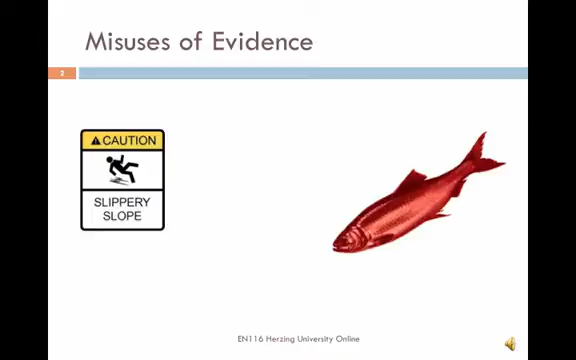 Misuses of Evidence
2
CAUTION
SLIPPERY
SLOPE
EN116 Herzing University Online